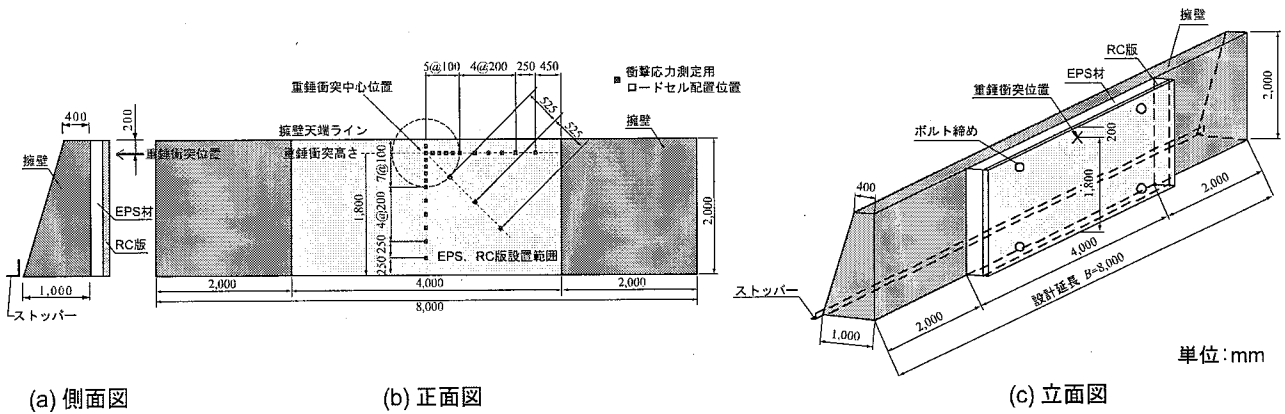 400
200
擁壁
重錘衝突位置
EPS材
RC版
1,000
ストッパー
(a) 側面図
5@100
4@200
250
450
重錘衝突中心位置
衝撃応力測定用
ロードセル配置位置
525
525
擁壁天端ライン
擁壁
重錘衝突高さ
7@100
1,800
4@200
250
250
2,000
EPS、RC版設置範囲
2,000
4,000
2,000
8,000
(b) 正面図
擁壁
RC版
EPS材
重錘衝突位置
2,000
ボルト締め
200
400
1,800
2,000
4,000
設計延長 B=8,000
ストッパー
2,000
1,000
単位:mm
(c) 立面図